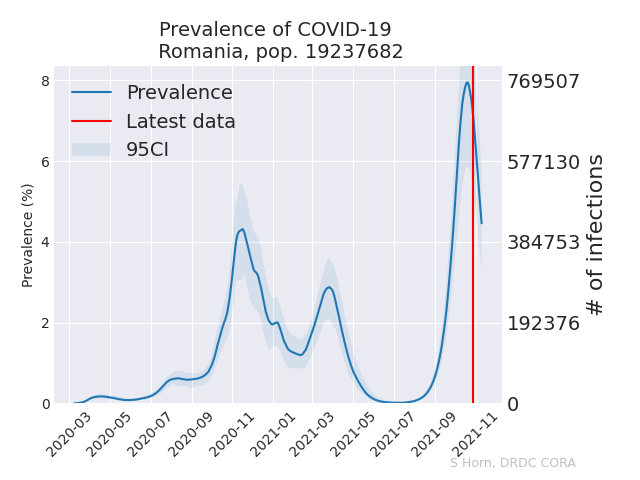 Prevalence of COVID-19
Romania, pop. 19237682
Prevalence
Latest data
95CI
Prevalence (%)
8
6
4
2
0
769507
577130
384753
192376
0
# of infections
2020-03
2020-05
2020-07
2020-09
2020-11
2021-01
2021-03
2021-05
2021-07
2021-09
2021-11
S Horn, DRDC CORA